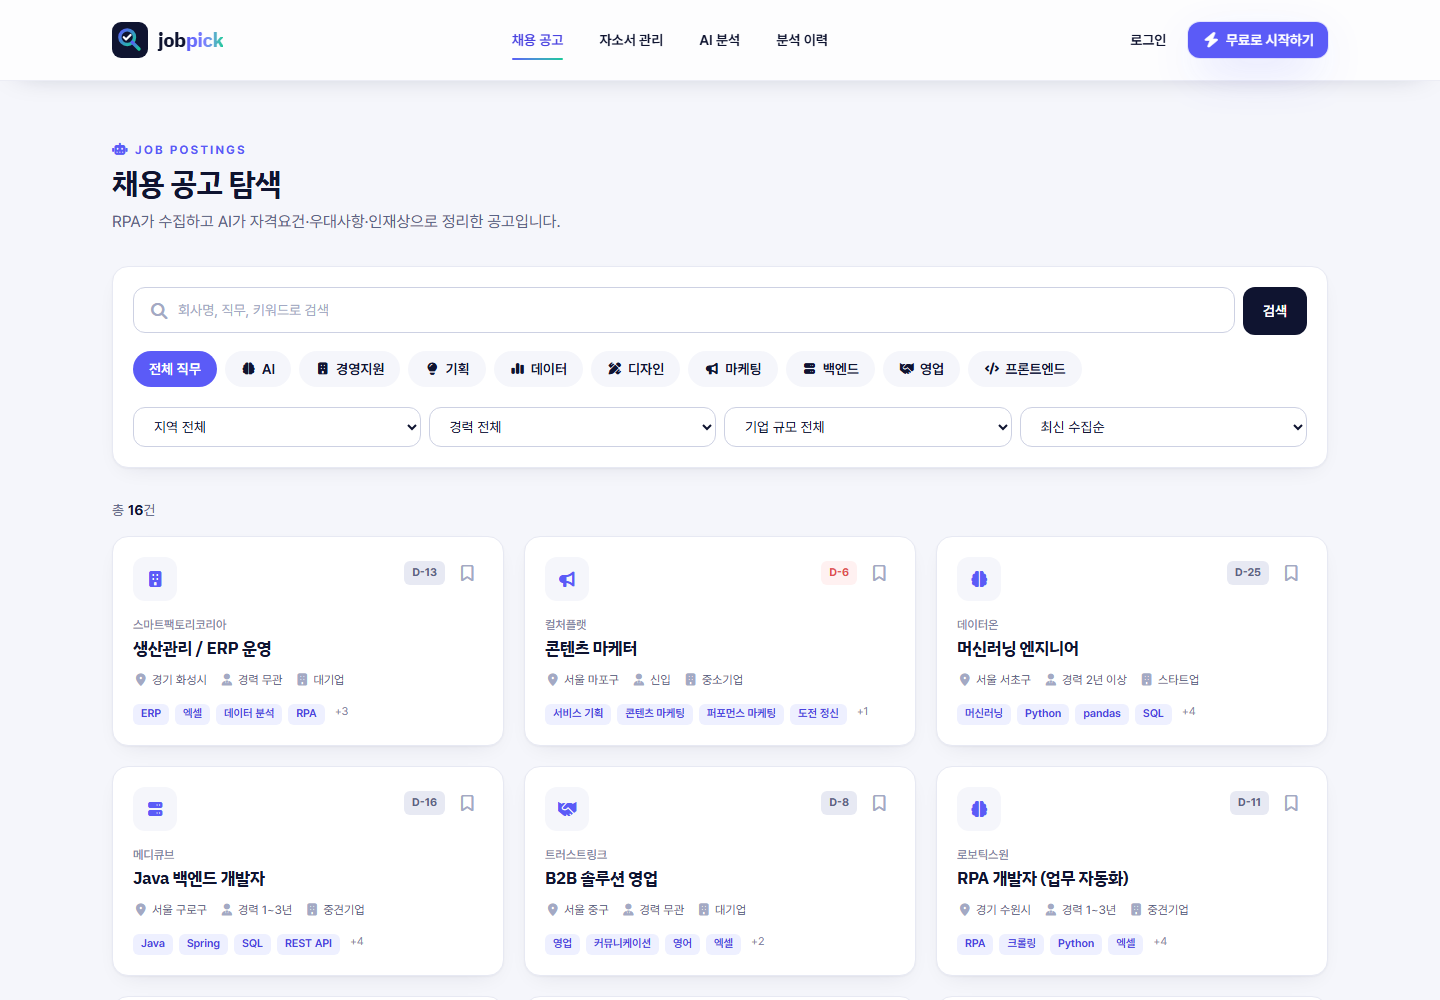 jobpick
채용 공고 자소서 관리 AI 분석 분석 이력
로그인 무료로 시작하기
JOB POSTINGS
채용 공고 탐색
RPA가 수집하고 AI가 자격요건·우대사항·인재상으로 정리한 공고입니다.
회사명, 직무, 키워드로 검색 검색
전체 직무 AI 경영지원 기획 데이터 디자인 마케팅 백엔드 영업 프론트엔드
지역 전체 경력 전체 기업 규모 전체 최신 수집순
총 16건
D-13
스마트팩토리코리아
생산관리 / ERP 운영
경기 화성시 경력 무관 대기업
ERP 엑셀 데이터 분석 RPA +3
D-6
컬처플랫
콘텐츠 마케터
서울 마포구 신입 중소기업
서비스 기획 콘텐츠 마케팅 퍼포먼스 마케팅 도전 정신 +1
D-25
데이터온
머신러닝 엔지니어
서울 서초구 경력 2년 이상 스타트업
머신러닝 Python pandas SQL +4
D-16
메디큐브
Java 백엔드 개발자
서울 구로구 경력 1~3년 중견기업
Java Spring SQL REST API +4
D-8
트러스트링크
B2B 솔루션 영업
서울 중구 경력 무관 대기업
영업 커뮤니케이션 영어 엑셀 +2
D-11
로보틱스원
RPA 개발자 (업무 자동화)
경기 수원시 경력 1~3년 중견기업
RPA 크롤링 Python 엑셀 +4